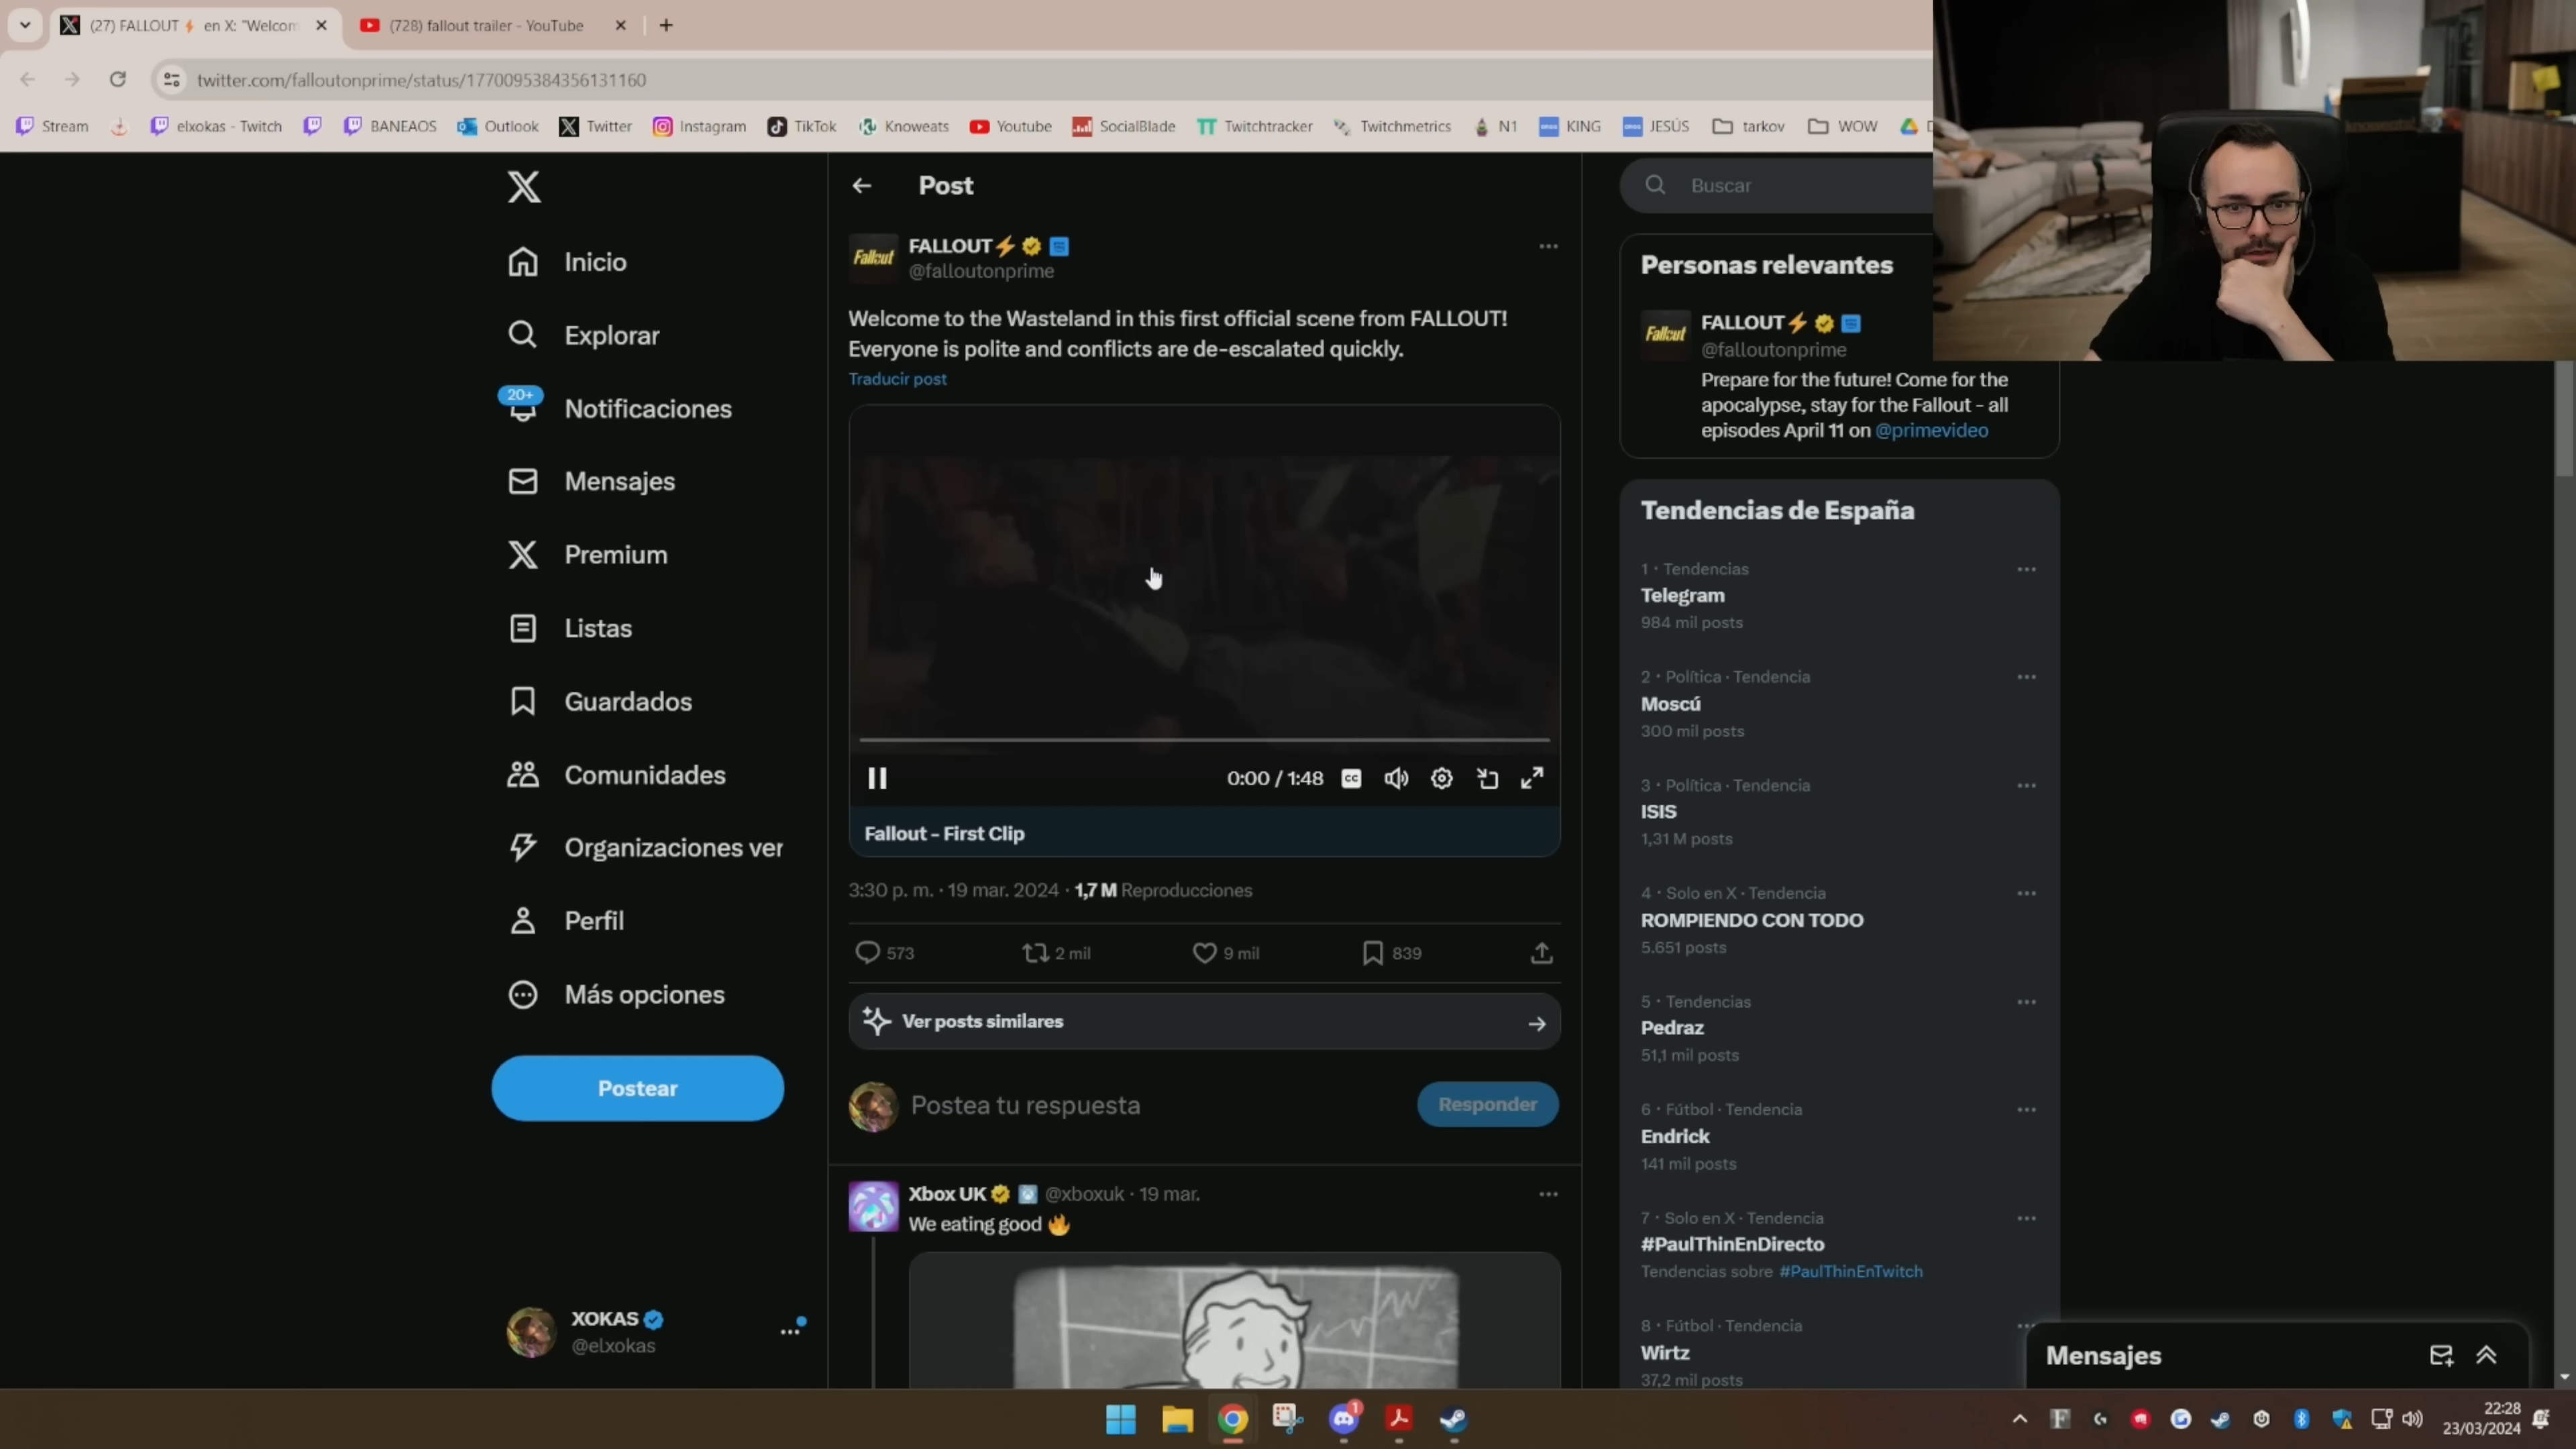 (27) FALLOUT⚡ en X: "Welcom
(728) fallout trailer - YouTube
twitter.com/falloutonprime/status/1770095384356131160
Stream
elxokas - Twitch
BANEAOS
Outlook
Twitter
Instagram
TikTok
Knoweats
Youtube
SocialBlade
Twitchtracker
Twitchmetrics
N1
KING
JESÚS
tarkov
WOW
Inicio
Explorar
20+
Notificaciones
Mensajes
Premium
Listas
Guardados
Comunidades
Organizaciones ver
Perfil
Más opciones
Postear
XOKAS
@elxokas
Post
Fallout
FALLOUT⚡
@falloutonprime
Welcome to the Wasteland in this first official scene from FALLOUT!
Everyone is polite and conflicts are de-escalated quickly.
Traducir post
0:00 / 1:48
CC
Fallout – First Clip
3:30 p. m. · 19 mar. 2024 · 1,7 M Reproducciones
573
2 mil
9 mil
839
Ver posts similares
Postea tu respuesta
Responder
Xbox UK @xboxuk · 19 mar.
We eating good 🔥
Buscar
Personas relevantes
Fallout
FALLOUT⚡
@falloutonprime
Prepare for the future! Come for the
apocalypse, stay for the Fallout - all
episodes April 11 on @primevideo
Tendencias de España
1 · Tendencias
Telegram
984 mil posts
2 · Política · Tendencia
Moscú
300 mil posts
3 · Política · Tendencia
ISIS
1,31 M posts
4 · Solo en X · Tendencia
ROMPIENDO CON TODO
5.651 posts
5 · Tendencias
Pedraz
51,1 mil posts
6 · Fútbol · Tendencia
Endrick
141 mil posts
7 · Solo en X · Tendencia
#PaulThinEnDirecto
Tendencias sobre #PaulThinEnTwitch
8 · Fútbol · Tendencia
Wirtz
37,2 mil posts
Mensajes
1
22:28
23/03/2024